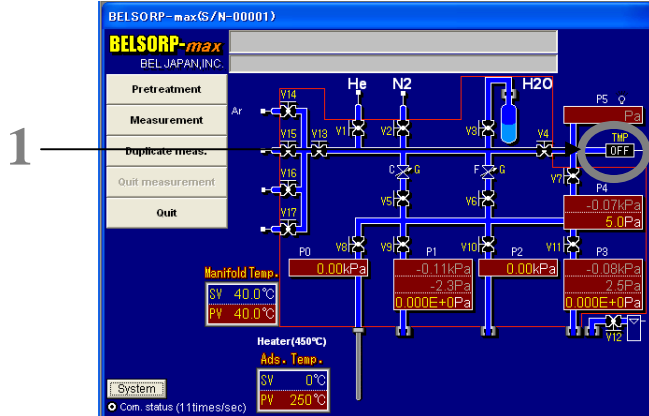 BELSORP-max(S/N-00001)
BELSORP-max
BEL JAPAN,INC.
Pretreatment
Measurement
Duplicate meas.
Quit measurement
Quit
1
He N2 H2O
Ar
V14
V15 V13 V1 V2 V3 V4
V16
V17
P5
Pa
TMP
OFF
C G F G
V7
V5 V6
P4
-0.07kPa
5.0Pa
V8 V9 V10 V11
P0 P1 P2 P3
0.00kPa -0.11kPa 0.00kPa -0.08kPa
-2.3Pa 2.5Pa
0.000E+0Pa 0.000E+0Pa
V12
Manifold Temp.
SV 40.0°C
PV 40.0°C
Heater(450°C)
Ads. Temp.
SV 0°C
PV 250°C
System
Com. status (11times/sec)